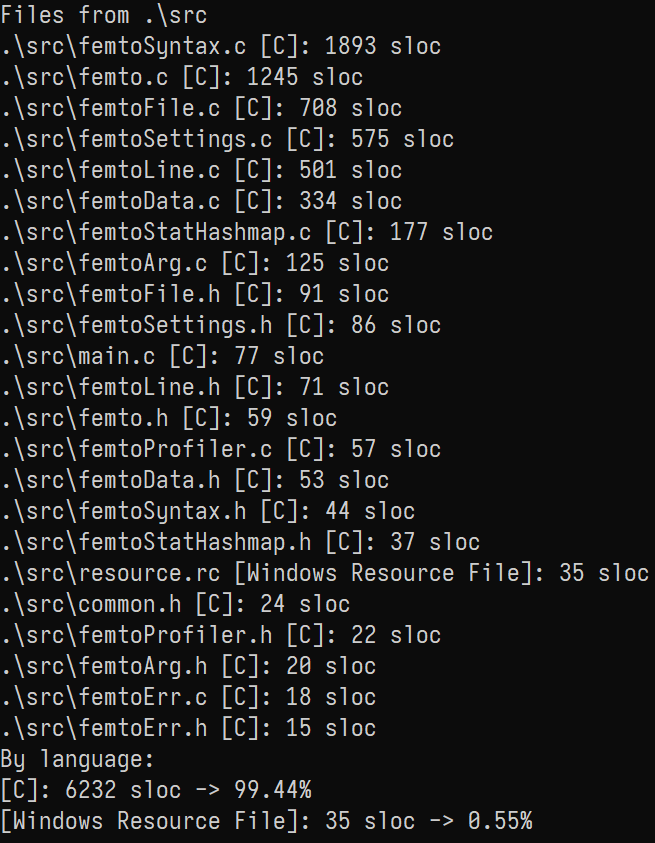 Files from .\src
.\src\femtoSyntax.c [C]: 1893 sloc
.\src\femto.c [C]: 1245 sloc
.\src\femtoFile.c [C]: 708 sloc
.\src\femtoSettings.c [C]: 575 sloc
.\src\femtoLine.c [C]: 501 sloc
.\src\femtoData.c [C]: 334 sloc
.\src\femtoStatHashmap.c [C]: 177 sloc
.\src\femtoArg.c [C]: 125 sloc
.\src\femtoFile.h [C]: 91 sloc
.\src\femtoSettings.h [C]: 86 sloc
.\src\main.c [C]: 77 sloc
.\src\femtoLine.h [C]: 71 sloc
.\src\femto.h [C]: 59 sloc
.\src\femtoProfiler.c [C]: 57 sloc
.\src\femtoData.h [C]: 53 sloc
.\src\femtoSyntax.h [C]: 44 sloc
.\src\femtoStatHashmap.h [C]: 37 sloc
.\src\resource.rc [Windows Resource File]: 35 sloc
.\src\common.h [C]: 24 sloc
.\src\femtoProfiler.h [C]: 22 sloc
.\src\femtoArg.h [C]: 20 sloc
.\src\femtoErr.c [C]: 18 sloc
.\src\femtoErr.h [C]: 15 sloc
By language:
[C]: 6232 sloc -> 99.44%
[Windows Resource File]: 35 sloc -> 0.55%